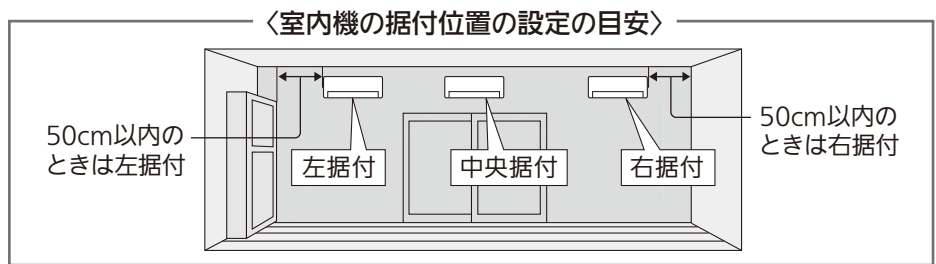 〈室内機の据付位置の設定の目安〉
50cm以内の
ときは左据付
左据付
中央据付
右据付
50cm以内の
ときは右据付